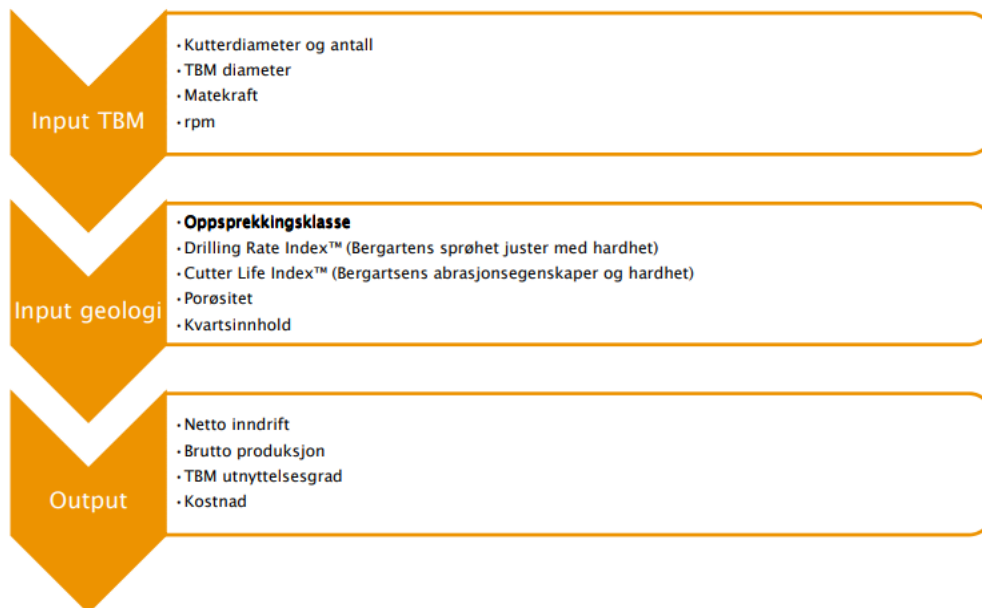 Input TBM
·Kutterdiameter og antall
·TBM diameter
·Matekraft
·rpm
Input geologi
·Oppsprekkingsklasse
·Drilling Rate Index™ (Bergartens sprøhet juster med hardhet)
·Cutter Life Index™ (Bergartsens abrasjonsegenskaper og hardhet)
·Porøsitet
·Kvartsinnhold
Output
·Netto inndrift
·Brutto produksjon
·TBM utnyttelsesgrad
·Kostnad